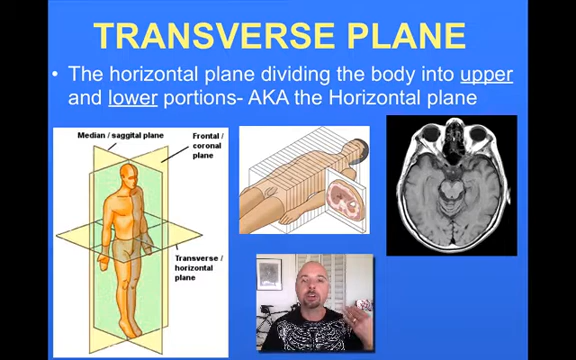 TRANSVERSE PLANE
• The horizontal plane dividing the body into upper
and lower portions- AKA the Horizontal plane
Median / saggital plane
Frontal /
coronal
plane
Transverse /
horizontal
plane